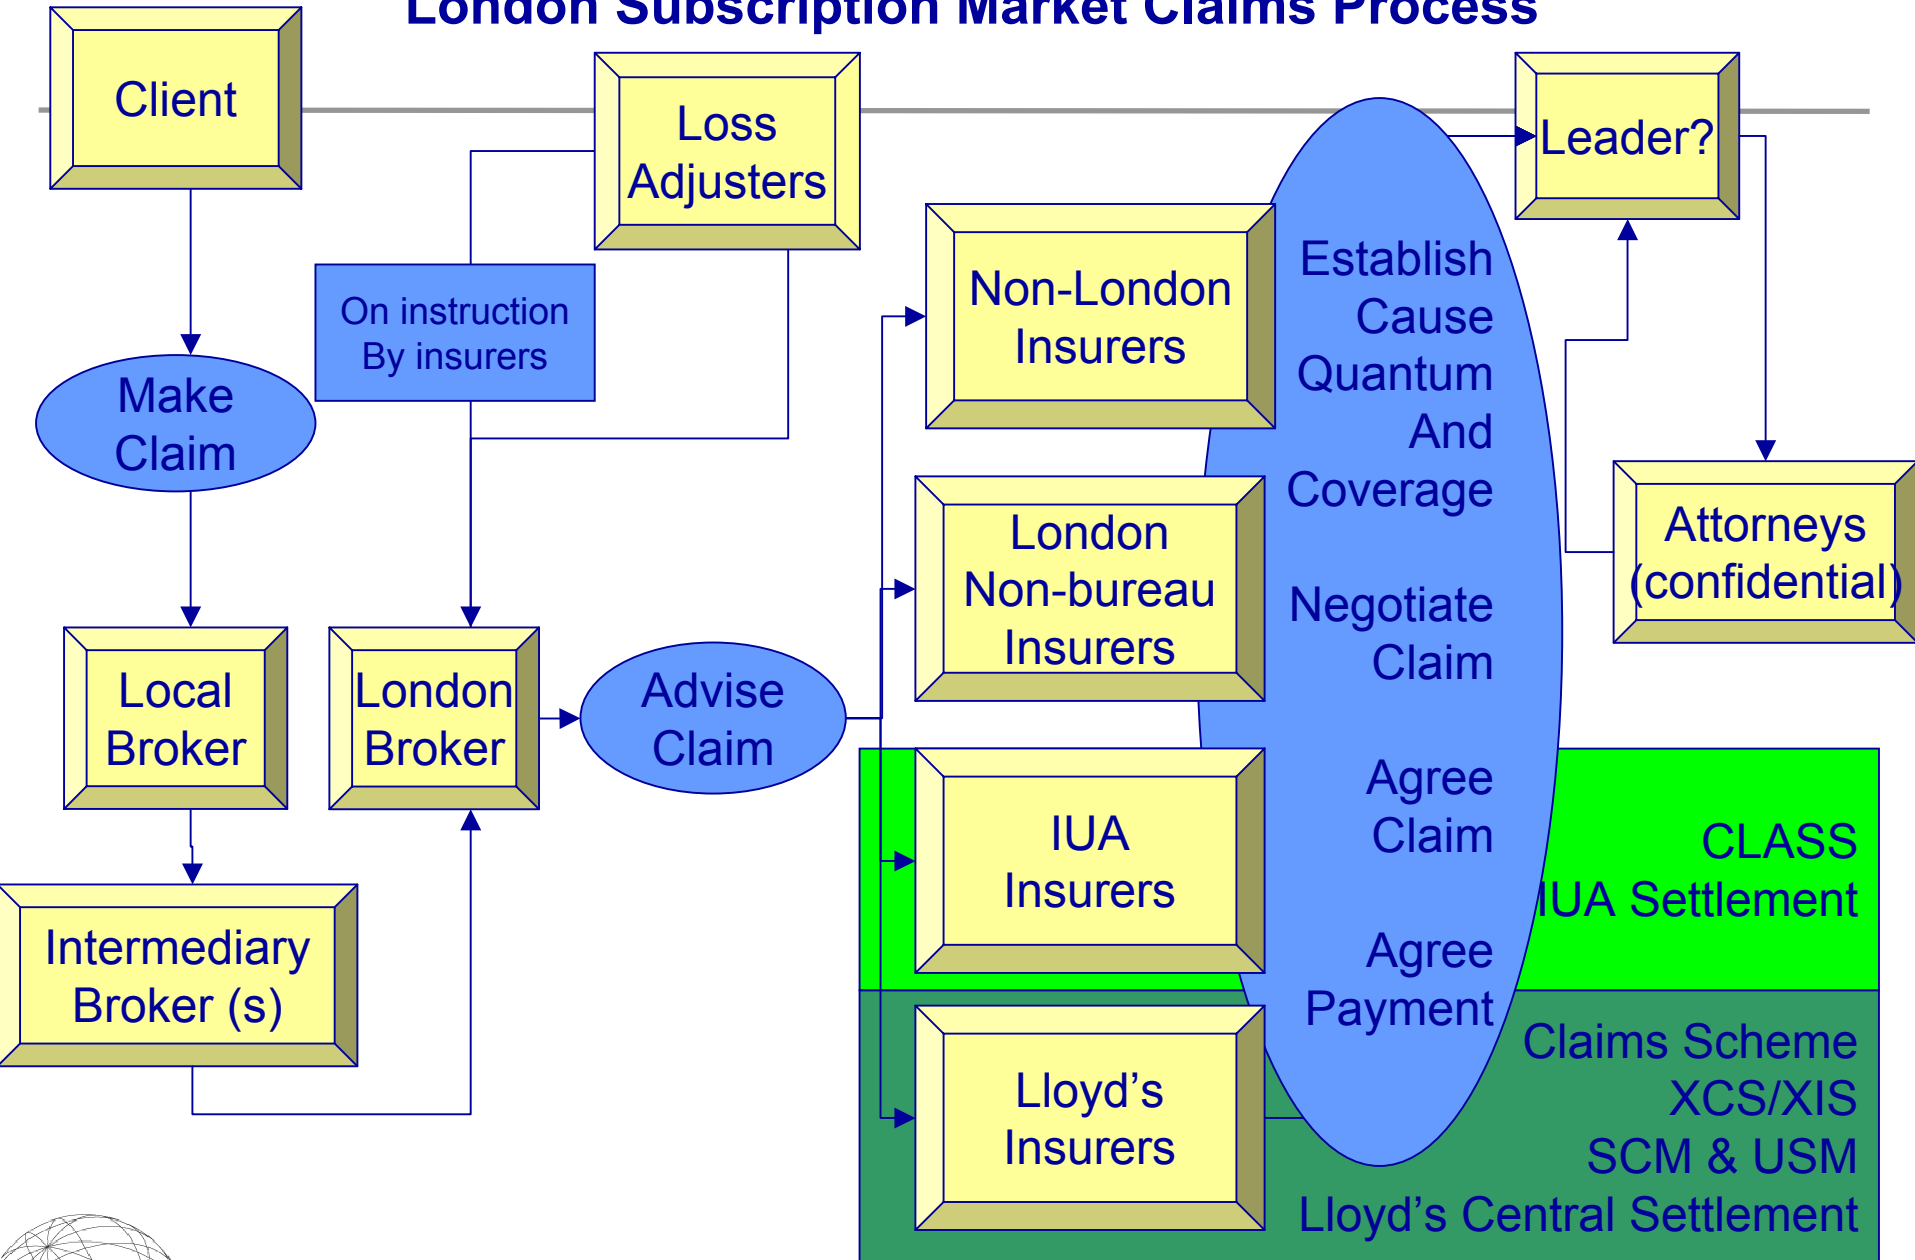 London Subscription Market Claims Process
Client
Loss
Adjusters
Leader?
On instruction
By insurers
Make
Claim
Non-London
Insurers
Establish
Cause
Quantum
And
Coverage
London
Non-bureau
Insurers
Attorneys
(confidential)
Negotiate
Claim
Local
Broker
London
Broker
Advise
Claim
Agree
Claim
IUA
Insurers
CLASS
IUA Settlement
Intermediary
Broker (s)
Agree
Payment
Lloyd's
Insurers
Claims Scheme
XCS/XIS
SCM & USM
Lloyd's Central Settlement